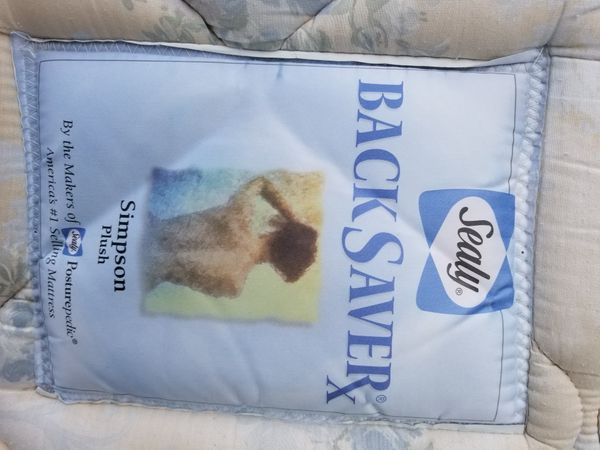 Sealy®
BACKSAVER®
X
Simpson
Plush
By the Makers of Sealy Posturepedic®
America's #1 Selling Mattress